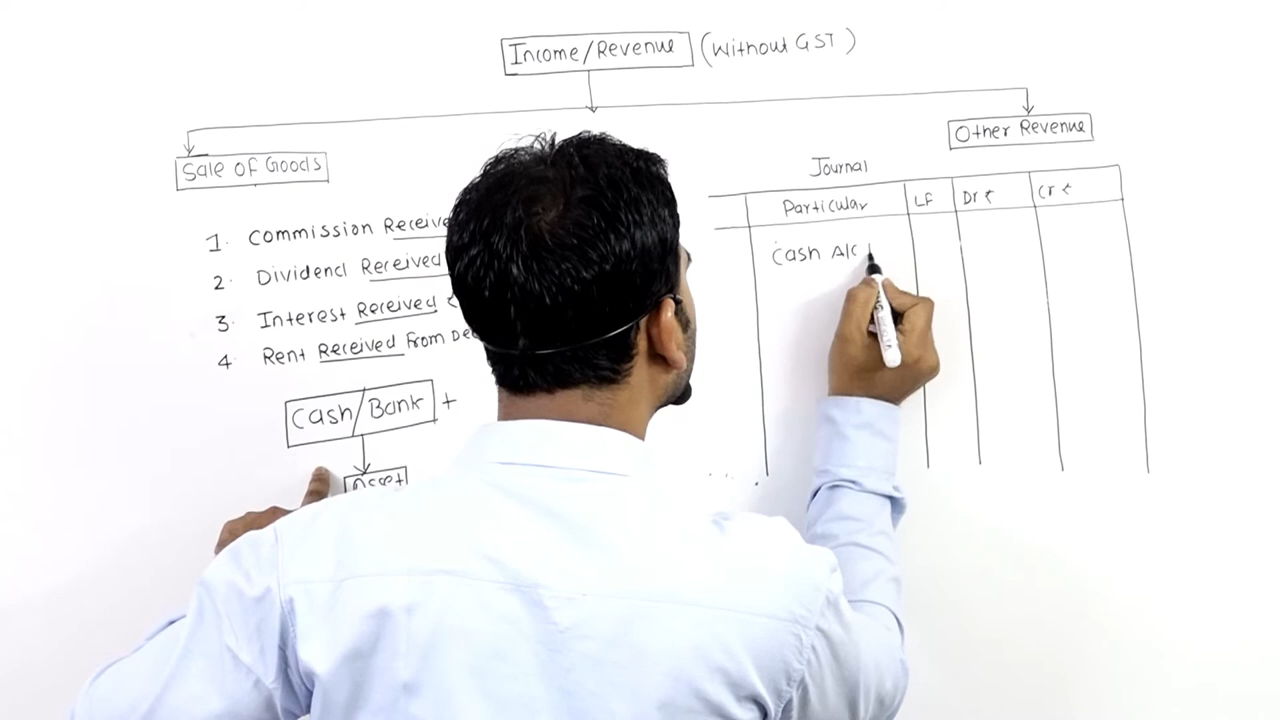 Income/Revenue (Without GST)
Sale of Goods
Other Revenue
1. Commission Receive
2. Dividend Received
3. Interest Received ₹
4 Rent Received From De
Cash/Bank +
Asset
Journal
Particular LF Dr ₹ Cr ₹
Cash A/C